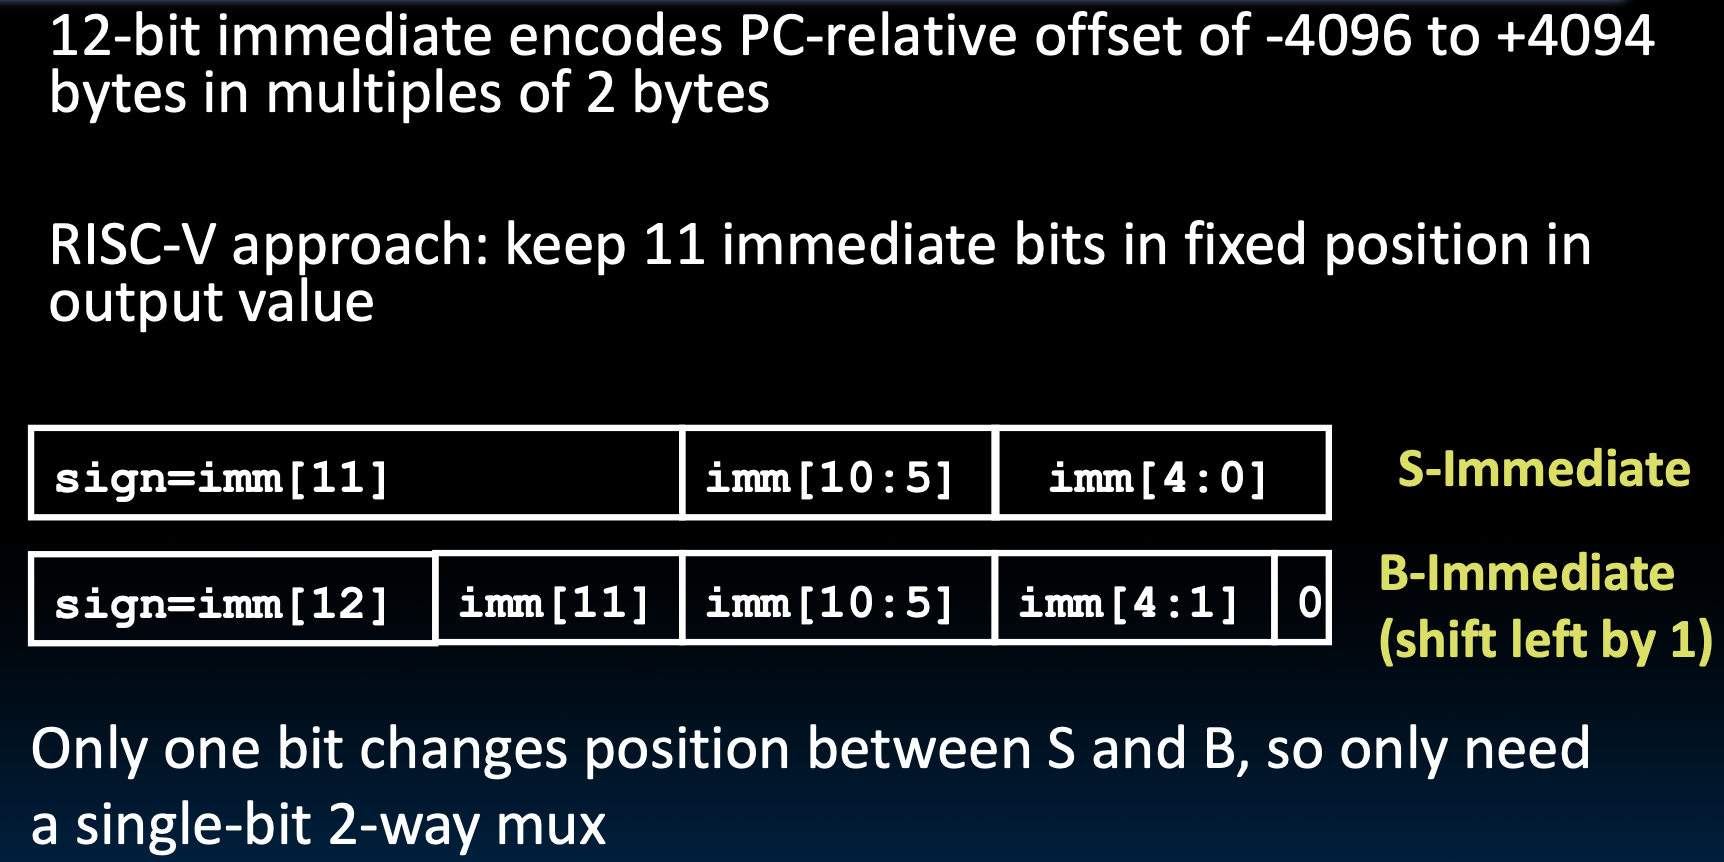 12-bit immediate encodes PC-relative offset of -4096 to +4094
bytes in multiples of 2 bytes
RISC-V approach: keep 11 immediate bits in fixed position in
output value
sign=imm[11] imm[10:5] imm[4:0] S-Immediate
sign=imm[12] imm[11] imm[10:5] imm[4:1] 0 B-Immediate
(shift left by 1)
Only one bit changes position between S and B, so only need
a single-bit 2-way mux